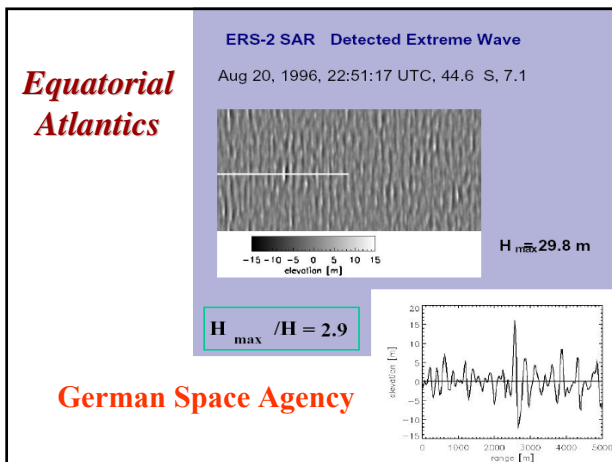 ERS-2 SAR Detected Extreme Wave
Aug 20, 1996, 22:51:17 UTC, 44.6 S, 7.1
Equatorial
Atlantics
-15 -10 -5 0 5 10 15
elevation [m]
H max = 29.8 m
H max /H = 2.9
German Space Agency
20
15
10
5
0
-5
-10
-15
elevation [m]
0 1000 2000 3000 4000 5000
range [m]